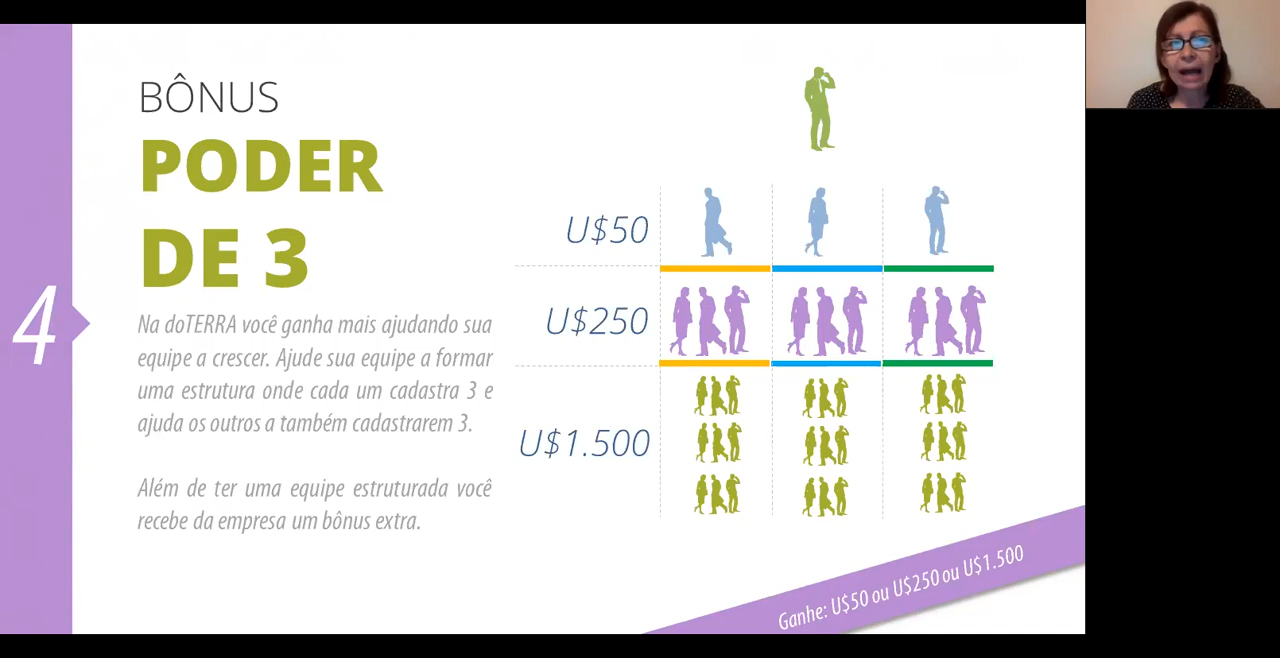 BÔNUS
PODER
DE 3
4
Na doTERRA você ganha mais ajudando sua
equipe a crescer. Ajude sua equipe a formar
uma estrutura onde cada um cadastra 3 e
ajuda os outros a também cadastrarem 3.
Além de ter uma equipe estruturada você
recebe da empresa um bônus extra.
U$50
U$250
U$1.500
Ganhe: U$50 ou U$250 ou U$1.500